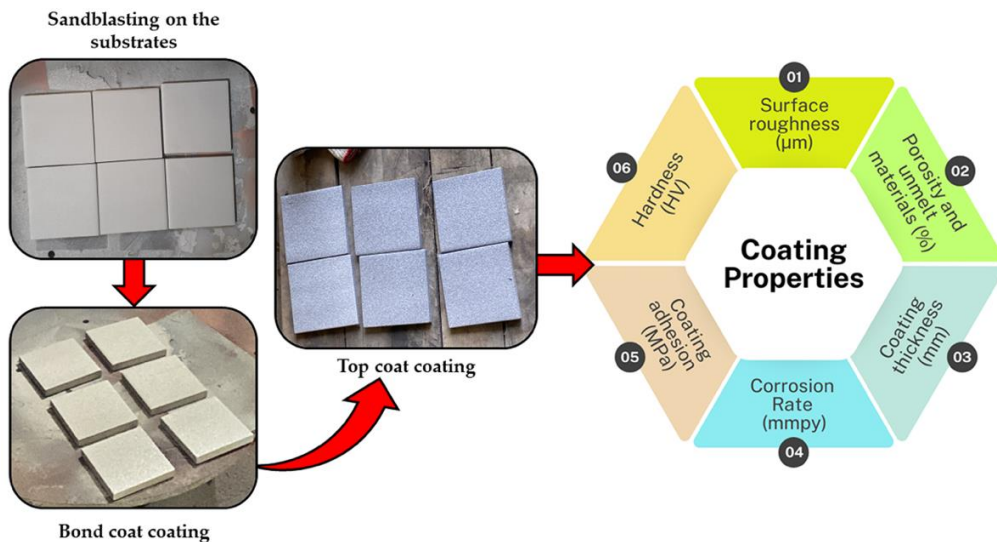 Sandblasting on the
substrates
Bond coat coating
Top coat coating
Coating
Properties
01
Surface
roughness
(µm)
02
Porosity and
unmelt
materials (%)
03
Coating
thickness
(mm)
04
Corrosion
Rate
(mmpy)
05
Coating
adhesion
(MPa)
06
Hardness
(HV)